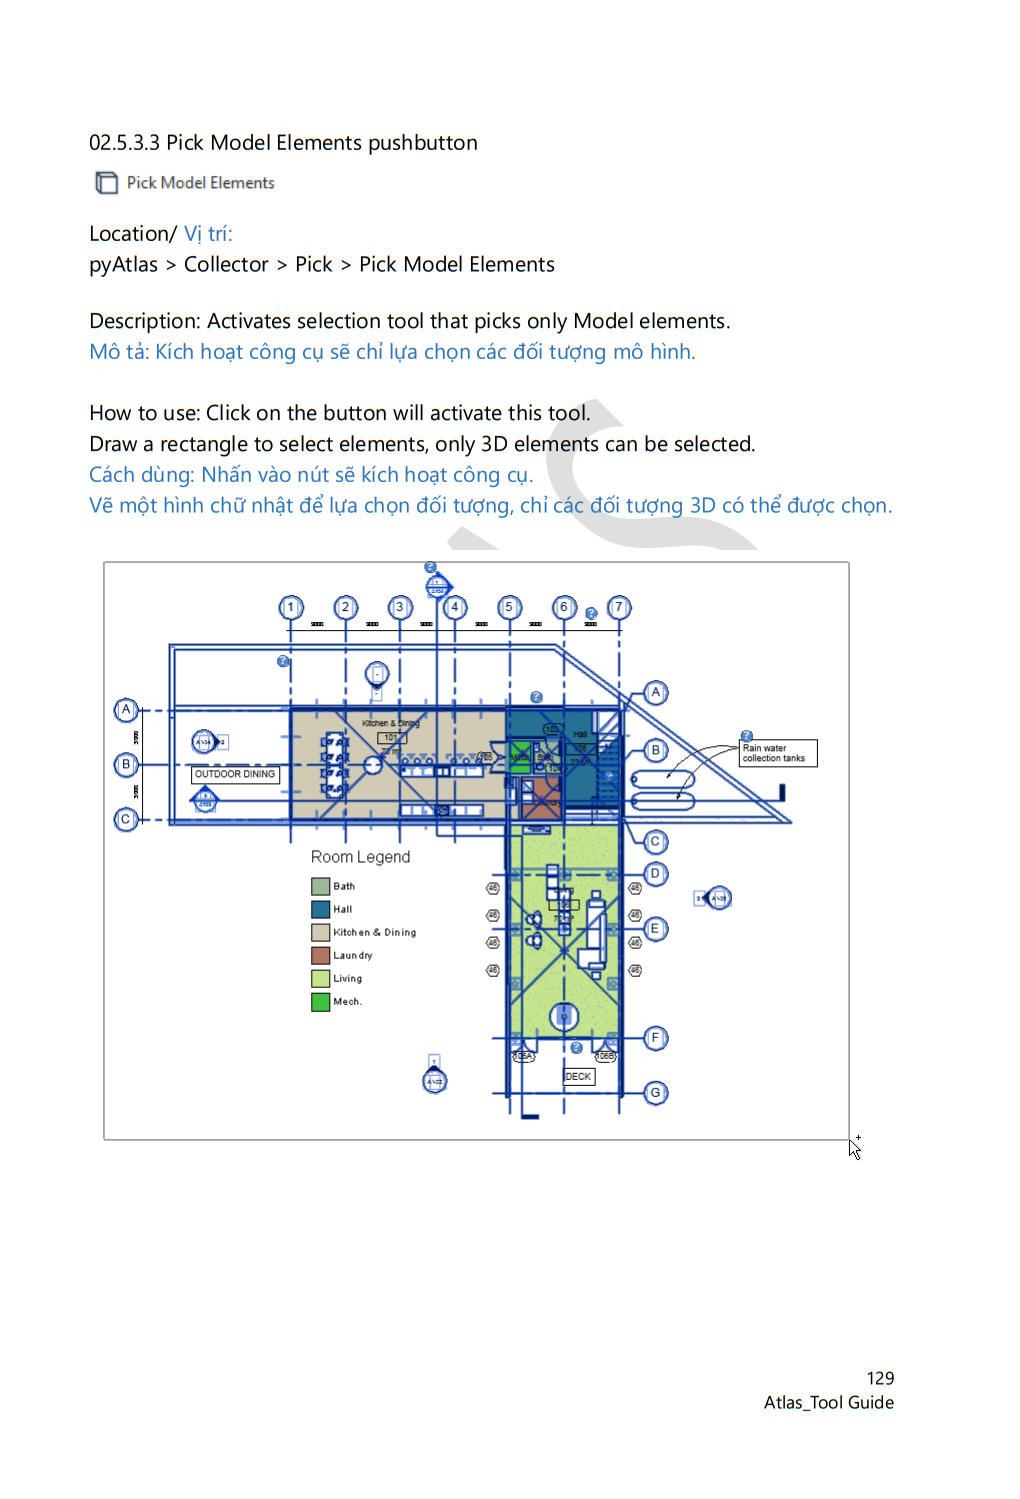 02.5.3.3 Pick Model Elements pushbutton
Pick Model Elements
Location/ Vị trí:
pyAtlas > Collector > Pick > Pick Model Elements
Description: Activates selection tool that picks only Model elements.
Mô tả: Kích hoạt công cụ sẽ chỉ lựa chọn các đối tượng mô hình.
How to use: Click on the button will activate this tool.
Draw a rectangle to select elements, only 3D elements can be selected.
Cách dùng: Nhấn vào nút sẽ kích hoạt công cụ.
Vẽ một hình chữ nhật để lựa chọn đối tượng, chỉ các đối tượng 3D có thể được chọn.
1 2 3 4 5 6 7
A
A
Kitchen & Dining
101
Hall
B
B
Rain water
collection tanks
OUTDOOR DINING
C
C
Room Legend
Bath
Hall
Kitchen & Dining
Laundry
Living
Mech.
D
E
F
DECK
G
129
Atlas_Tool Guide